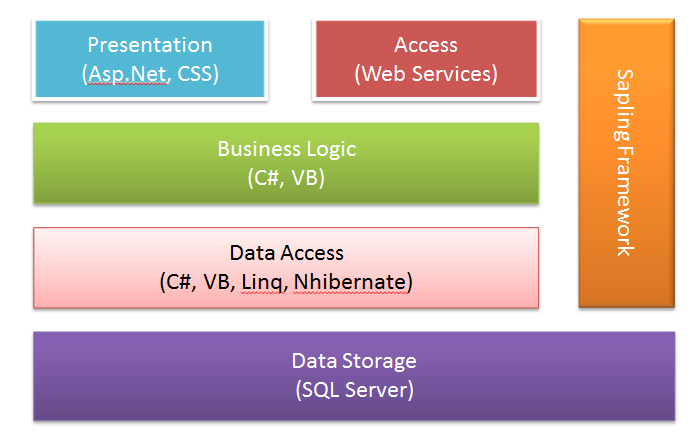 Presentation
(Asp.Net, CSS)
Access
(Web Services)
Sapling Framework
Business Logic
(C#, VB)
Data Access
(C#, VB, Linq, Nhibernate)
Data Storage
(SQL Server)